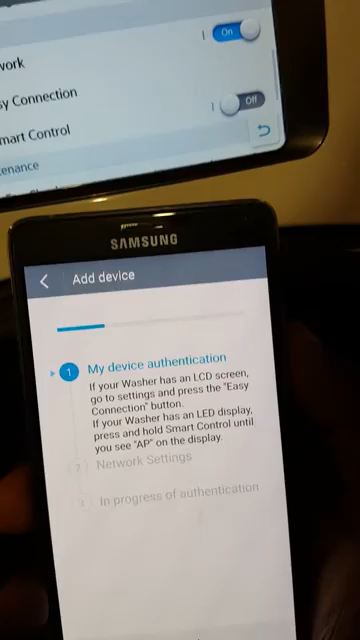 On
work
sy Connection
Off
mart Control
tenance
SAMSUNG
Add device
1 My device authentication
If your Washer has an LCD screen,
go to settings and press the "Easy
Connection" button.
If your Washer has an LED display,
press and hold Smart Control until
you see "AP" on the display.
2 Network Settings
3 In progress of authentication